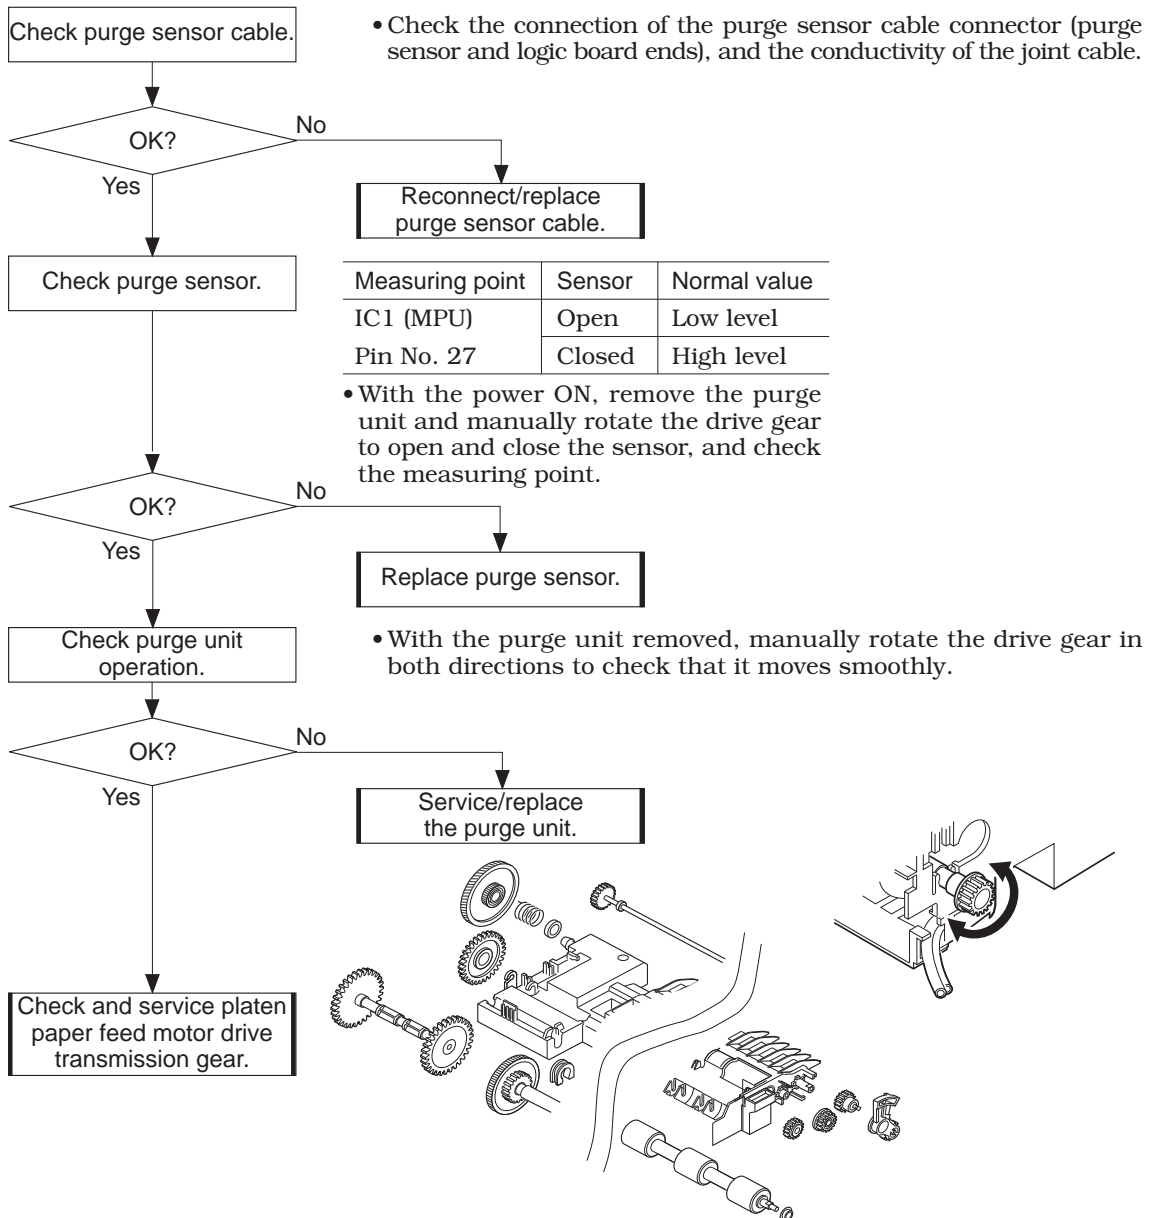 Check purge sensor cable.
• Check the connection of the purge sensor cable connector (purge
sensor and logic board ends), and the conductivity of the joint cable.
OK?
No
Yes
Reconnect/replace
purge sensor cable.
Check purge sensor.
Measuring point Sensor Normal value
IC1 (MPU) Open Low level
Pin No. 27 Closed High level
• With the power ON, remove the purge
unit and manually rotate the drive gear
to open and close the sensor, and check
the measuring point.
OK?
No
Yes
Replace purge sensor.
Check purge unit
operation.
• With the purge unit removed, manually rotate the drive gear in
both directions to check that it moves smoothly.
OK?
No
Yes
Service/replace
the purge unit.
Check and service platen
paper feed motor drive
transmission gear.